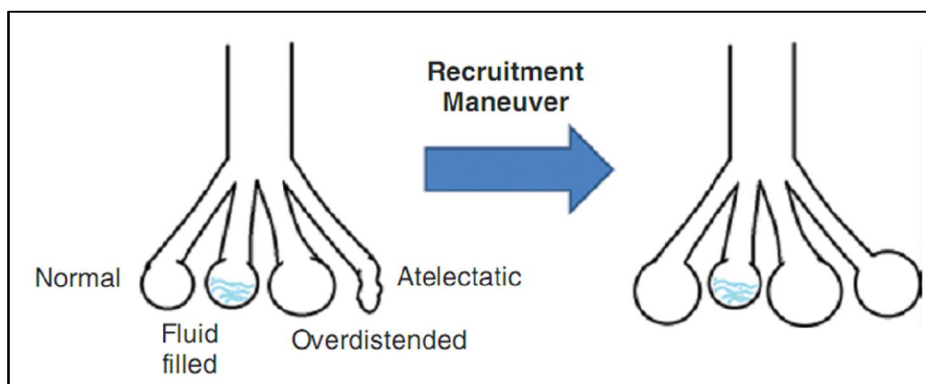 Recruitment
Maneuver
Normal
Atelectatic
Fluid
filled
Overdistended